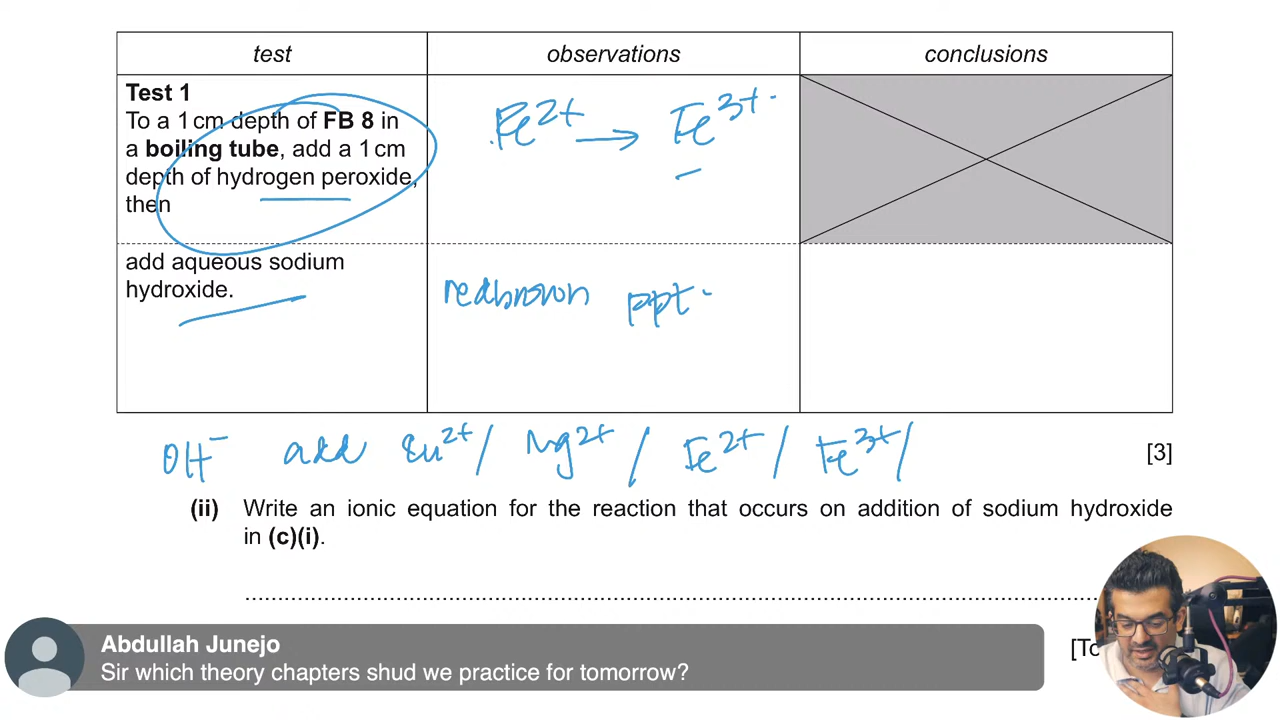 test observations conclusions
Test 1
To a 1 cm depth of FB 8 in
a boiling tube, add a 1 cm
depth of hydrogen peroxide,
then
Fe2+ → Fe3+
add aqueous sodium
hydroxide.
redbrown ppt
OH− add Cu2+ / Mg2+ / Fe2+ / Fe3+ /
[3]
(ii) Write an ionic equation for the reaction that occurs on addition of sodium hydroxide
in (c)(i).
Abdullah Junejo
Sir which theory chapters shud we practice for tomorrow?
[To